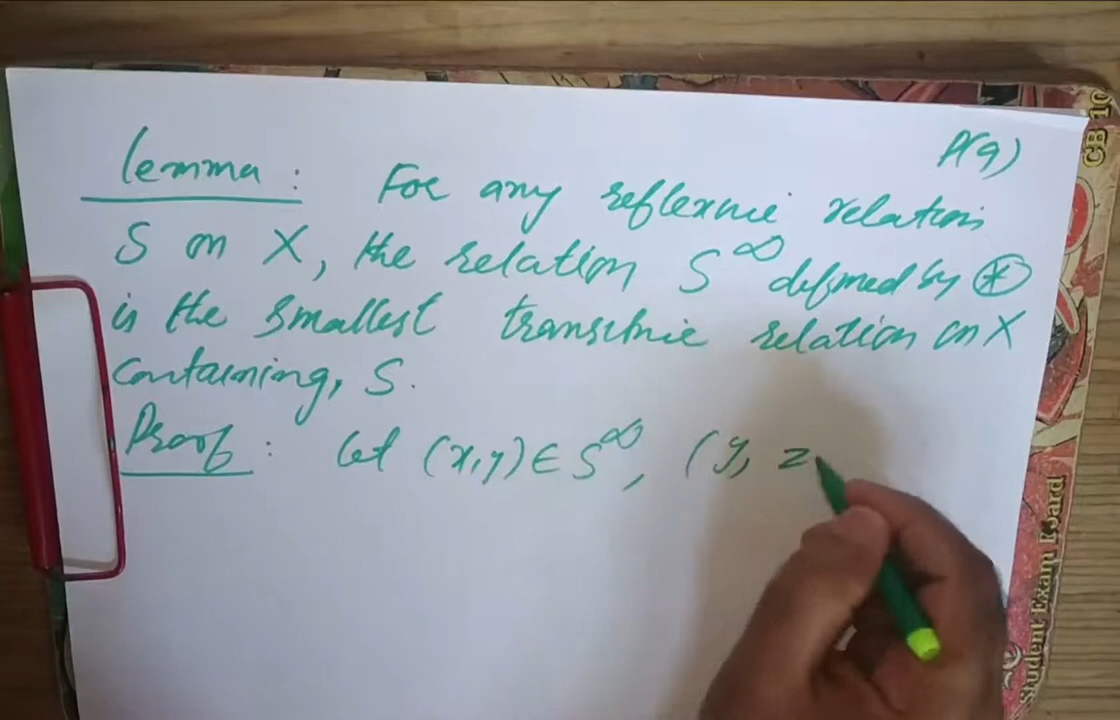 P(9)
Lemma: For any reflexive relation
S on X, the relation S^∞ defined by ⊛
is the smallest transitive relation on X
containing, S.
Proof: Let (x,y) ∈ S^∞, (y, z
CB 10
Student Exam Board